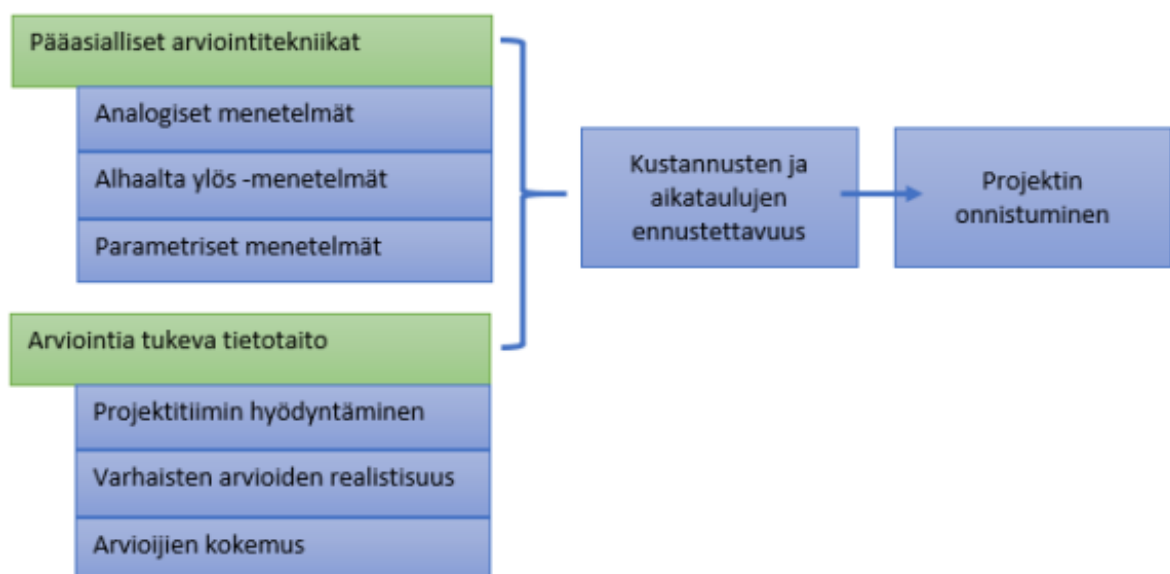 Pääasialliset arviointitekniikat
Analogiset menetelmät
Alhaalta ylös -menetelmät
Parametriset menetelmät
Arviointia tukeva tietotaito
Projektitiimin hyödyntäminen
Varhaisten arvioiden realistisuus
Arvioijien kokemus
Kustannusten ja
aikataulujen
ennustettavuus
Projektin
onnistuminen